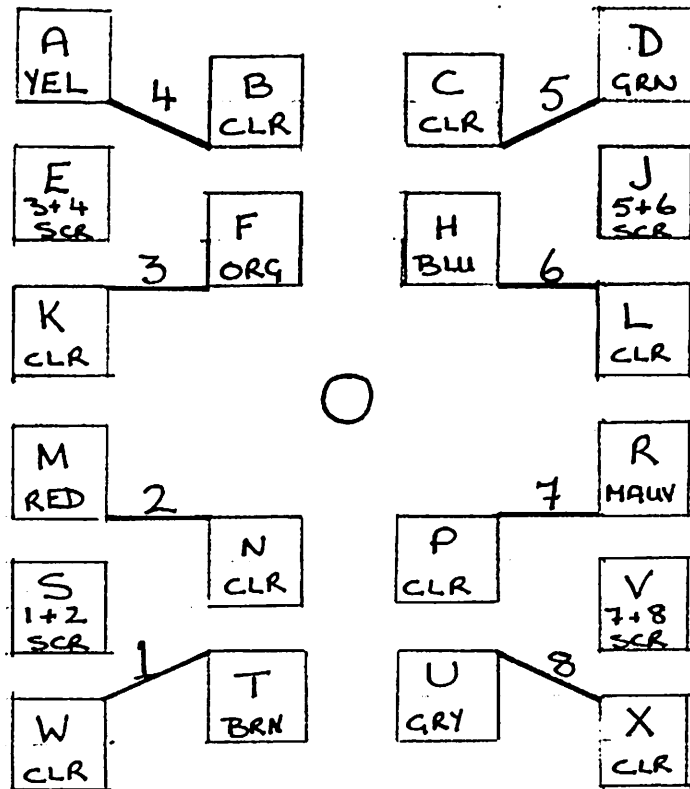 A
YEL
4
B
CLR
C
CLR
5
D
GRN
E
3+4
SCR
F
ORG
H
BLU
J
5+6
SCR
3
6
K
CLR
L
CLR
M
RED
2
N
CLR
P
CLR
7
R
MAUV
S
1+2
SCR
V
7+8
SCR
1
T
BRN
U
GRY
8
W
CLR
X
CLR